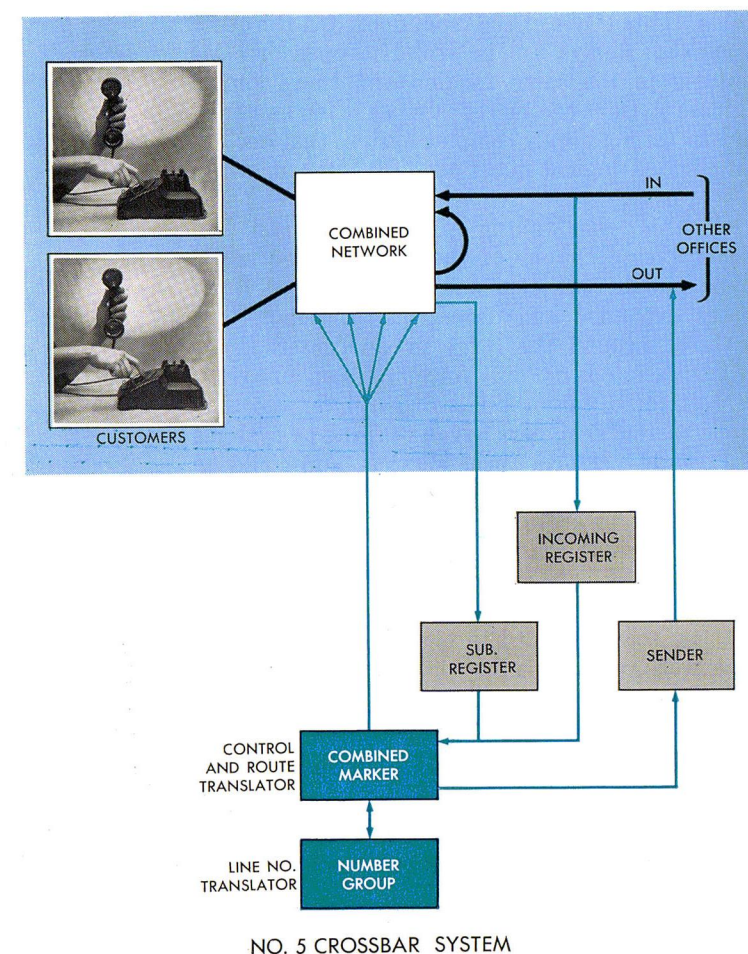 COMBINED
NETWORK
IN
OTHER
OFFICES
OUT
CUSTOMERS
INCOMING
REGISTER
SUB.
REGISTER
SENDER
CONTROL
AND ROUTE
TRANSLATOR
COMBINED
MARKER
LINE NO.
TRANSLATOR
NUMBER
GROUP
NO. 5 CROSSBAR SYSTEM